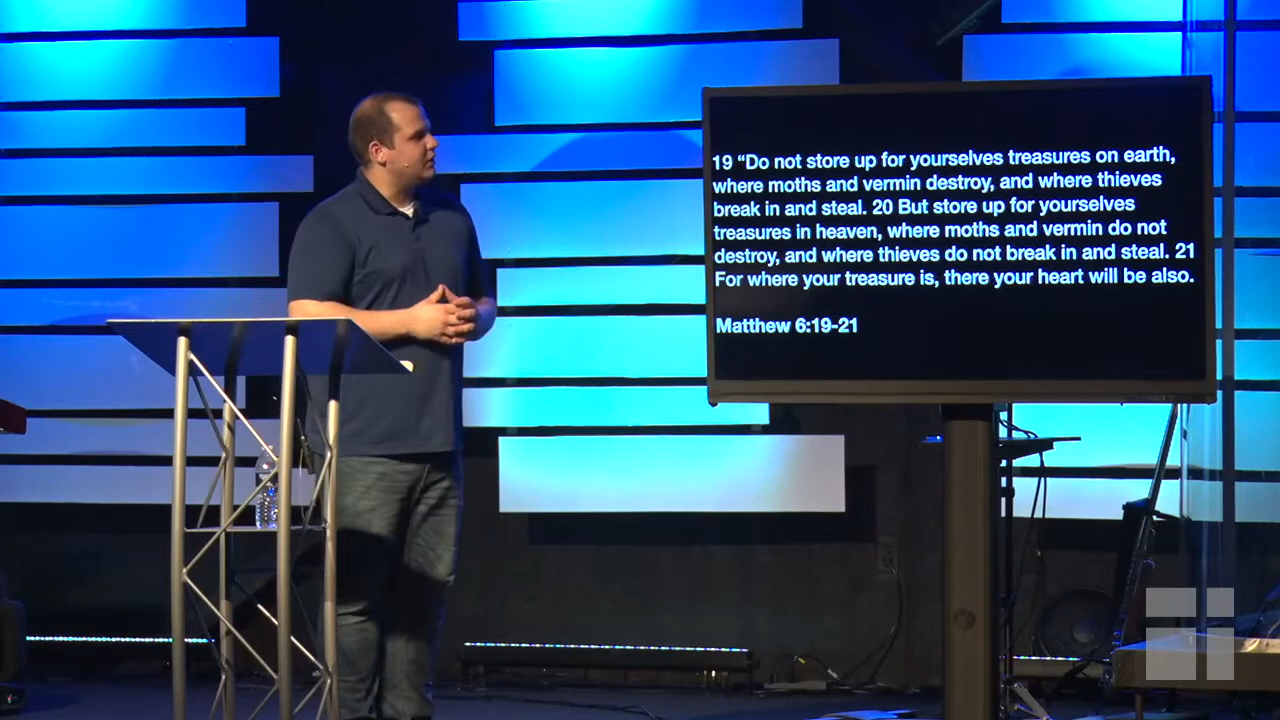 19 “Do not store up for yourselves treasures on earth,
where moths and vermin destroy, and where thieves
break in and steal. 20 But store up for yourselves
treasures in heaven, where moths and vermin do not
destroy, and where thieves do not break in and steal. 21
For where your treasure is, there your heart will be also.
Matthew 6:19-21